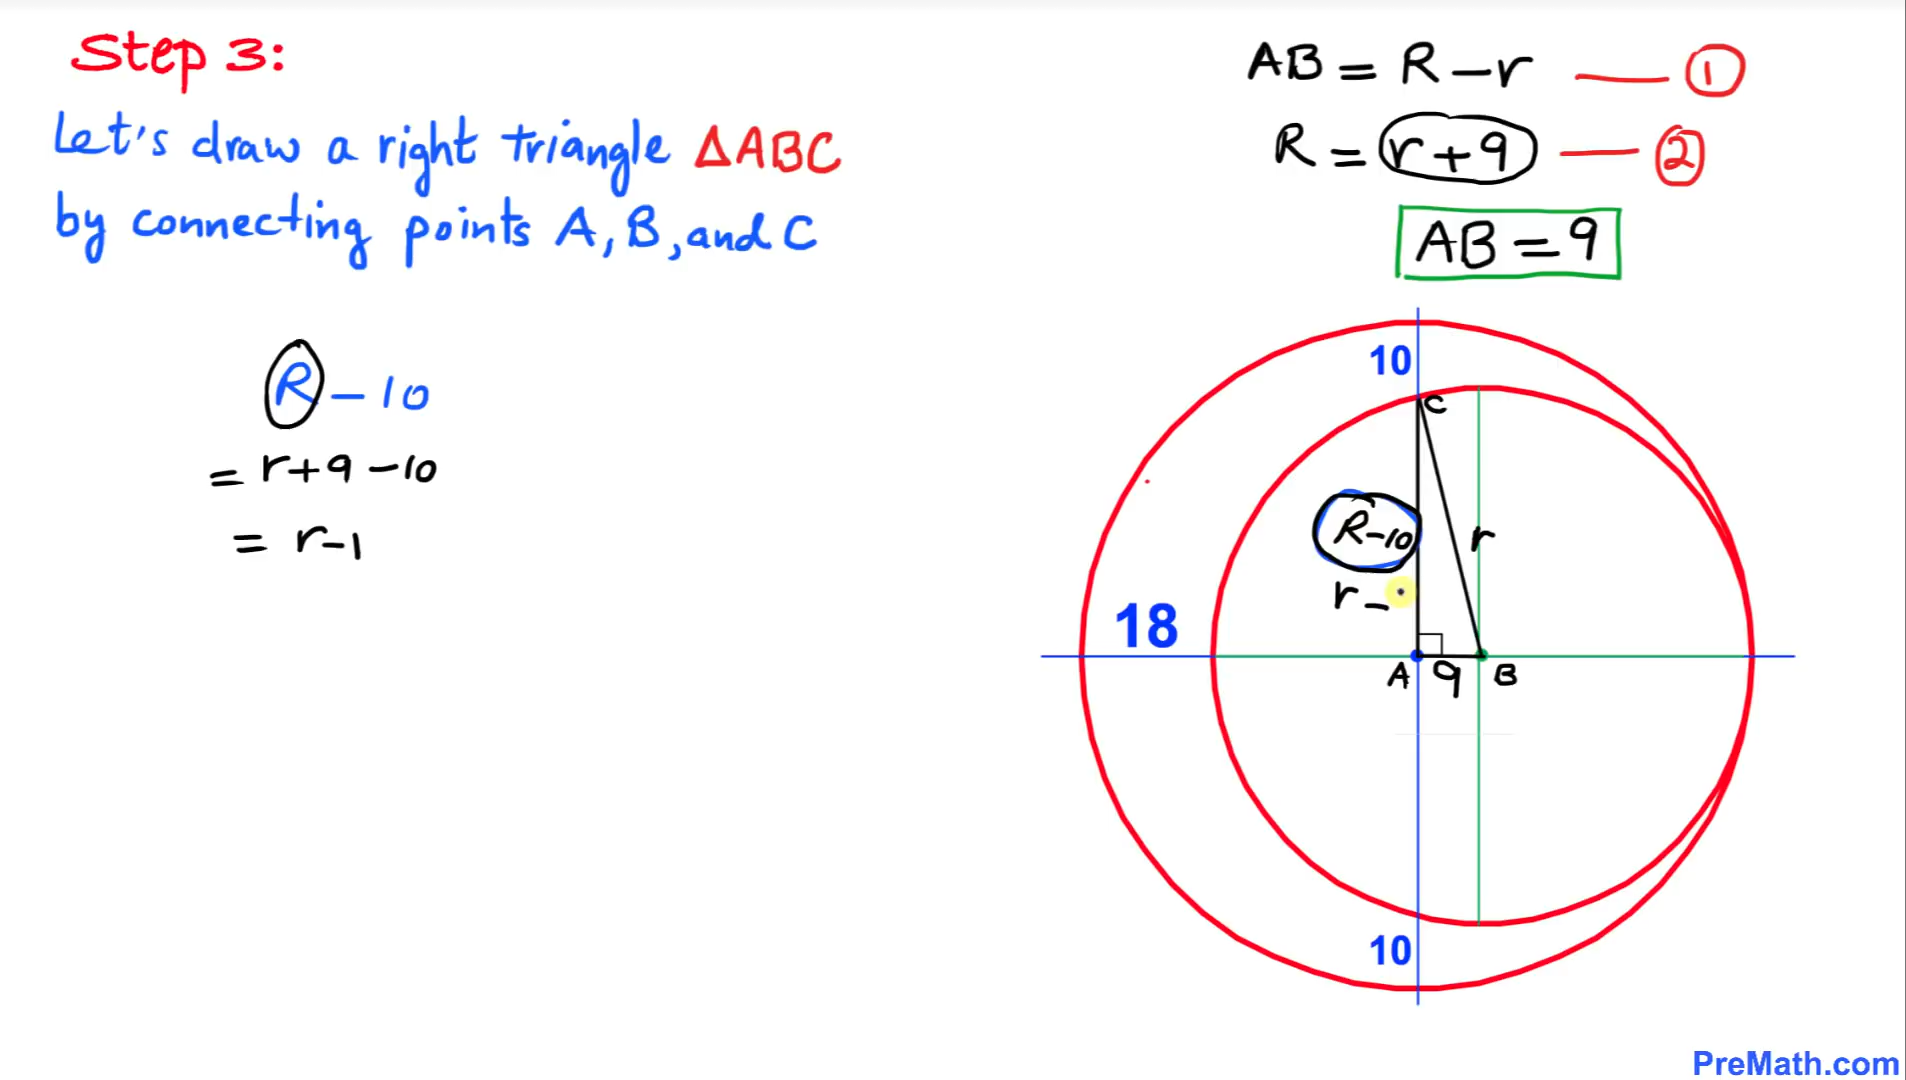 Step 3:
Let's draw a right triangle ΔABC
by connecting points A, B, and C
R - 10
= r + 9 - 10
= r - 1
AB = R - r — ①
R = r + 9 — ②
AB = 9
10
C
R - 10
r
r -
18
A 9 B
10
PreMath.com